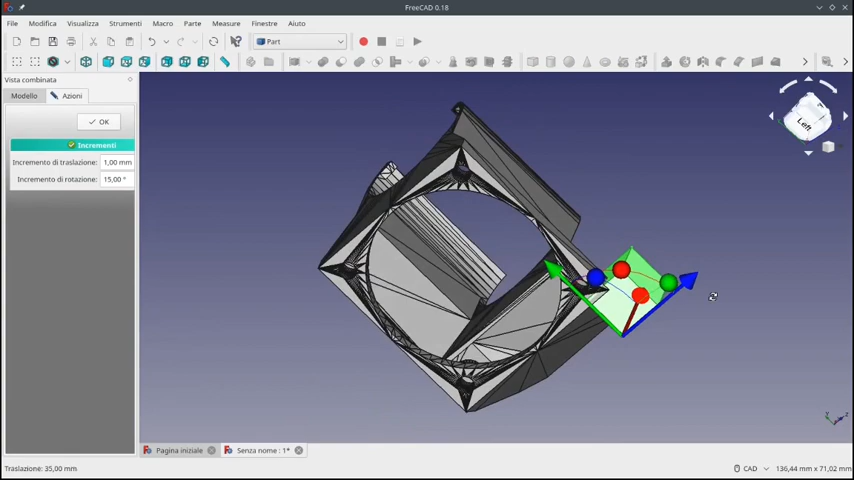 FreeCAD 0.18
File Modifica Visualizza Strumenti Macro Parte Measure Finestre Aiuto
Part
Vista combinata
Modello Azioni
OK
Incrementi
Incremento di traslazione: 1,00 mm
Incremento di rotazione: 15,00 °
Left
Pagina iniziale Senza nome : 1*
Traslazione: 35,00 mm CAD 136,44 mm x 71,02 mm